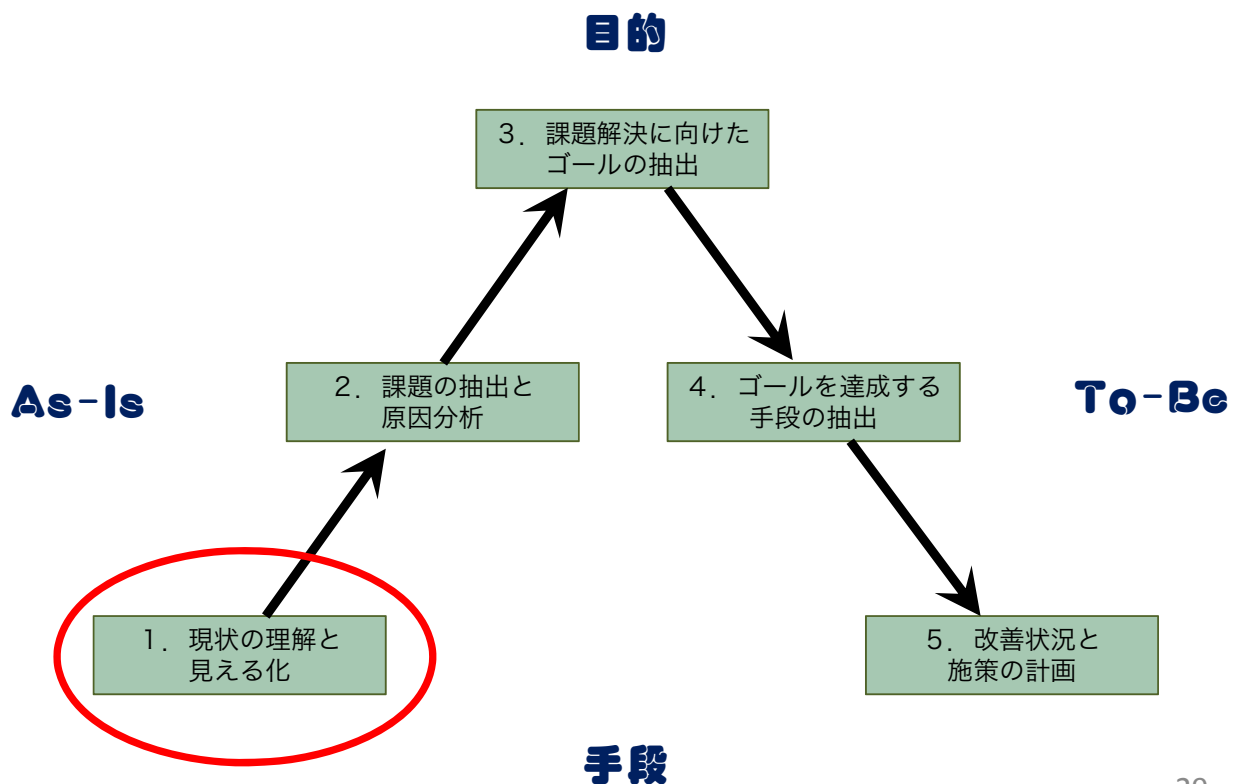 目的
3．課題解決に向けた
ゴールの抽出
2．課題の抽出と
原因分析
4．ゴールを達成する
手段の抽出
As-Is
To-Be
1．現状の理解と
見える化
5．改善状況と
施策の計画
手段